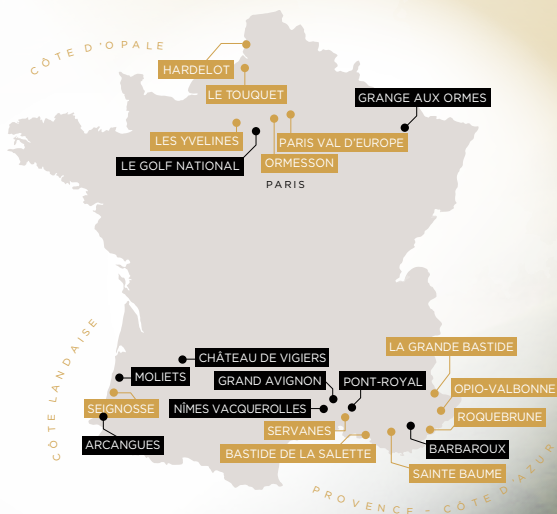 CÔTE D'OPALE
HARDELOT
LE TOUQUET
GRANGE AUX ORMES
LES YVELINES
PARIS VAL D'EUROPE
LE GOLF NATIONAL
ORMESSON
PARIS
CÔTE LANDAISE
LA GRANDE BASTIDE
CHÂTEAU DE VIGIERS
MOLIETS
GRAND AVIGNON
PONT-ROYAL
OPIO-VALBONNE
SEIGNOSSE
NÎMES VACQUEROLLES
ROQUEBRUNE
SERVANES
ARCANGUES
BASTIDE DE LA SALETTE
BARBAROUX
SAINTE BAUME
PROVENCE - CÔTE D'AZUR